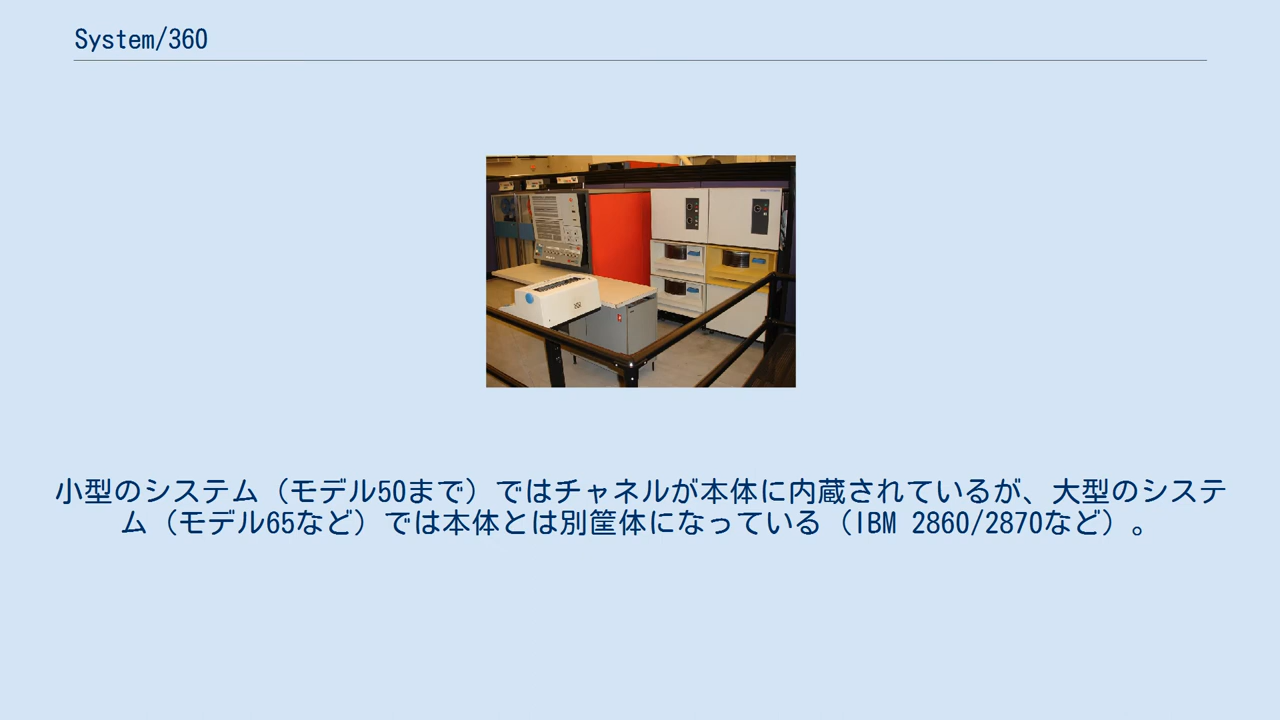 System/360
小型のシステム（モデル50まで）ではチャネルが本体に内蔵されているが、大型のシステ
ム（モデル65など）では本体とは別筐体になっている（IBM 2860/2870など）。